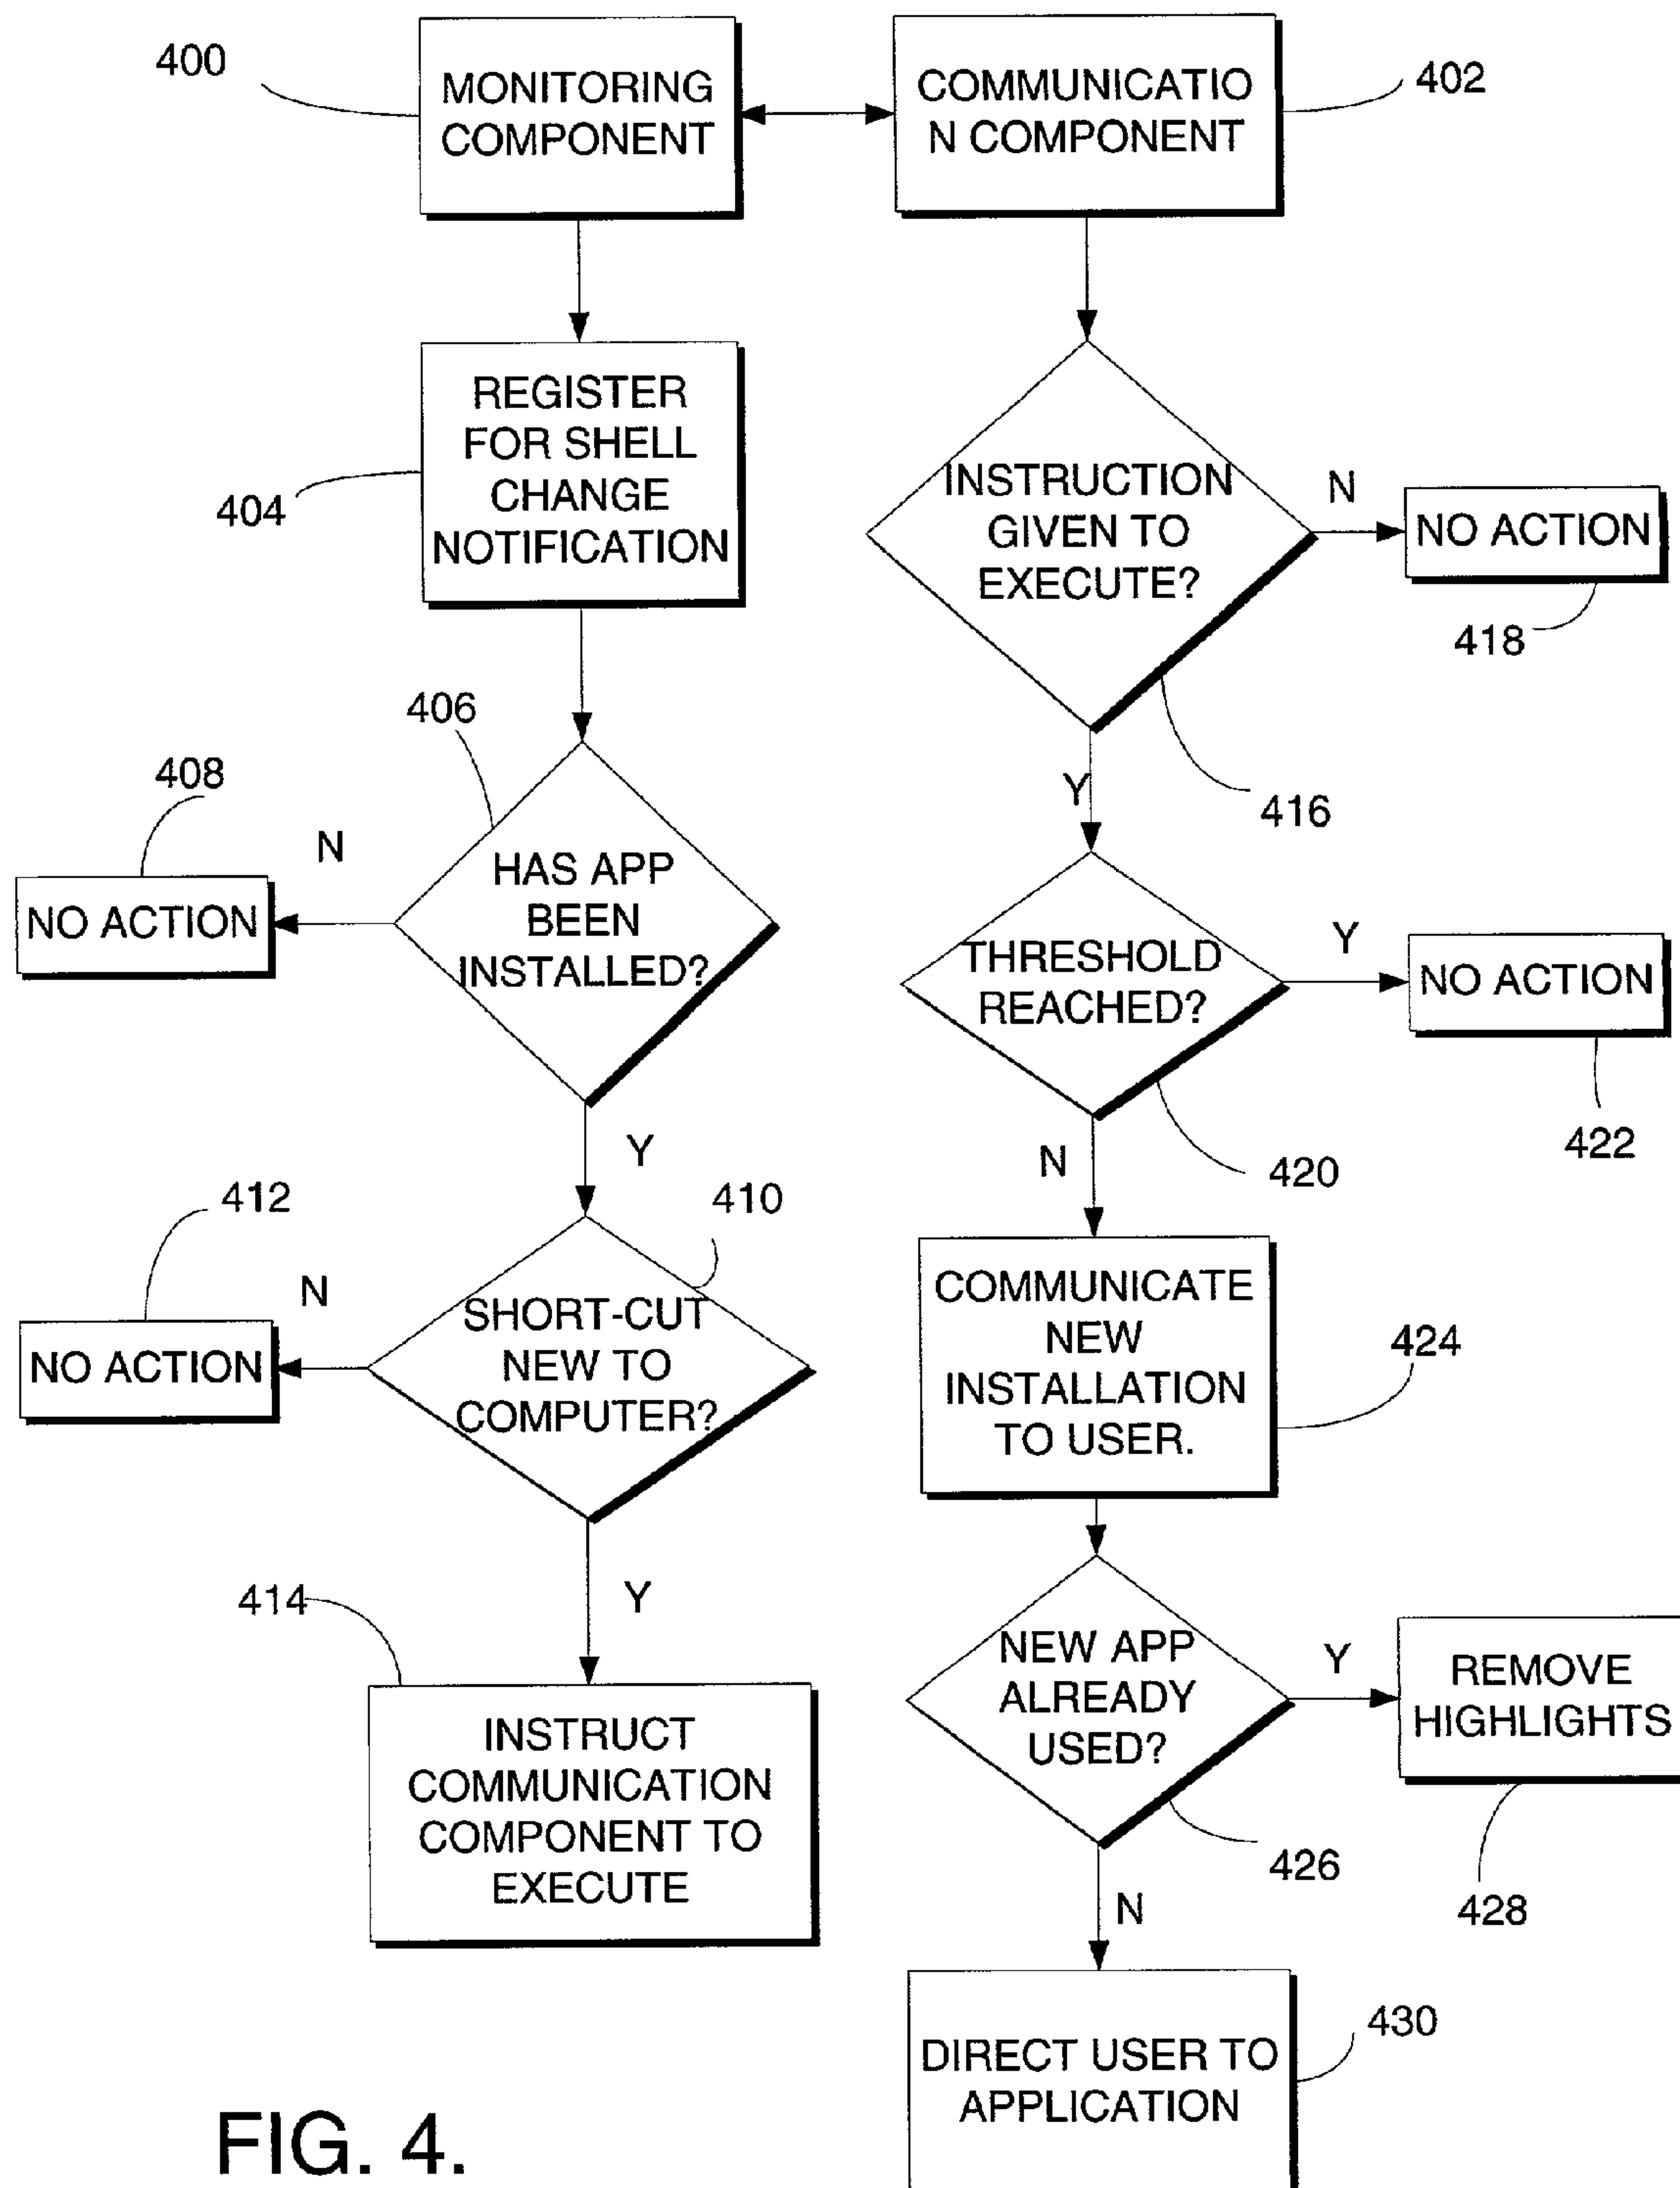 400
MONITORING
COMPONENT
COMMUNICATIO
N COMPONENT
402
REGISTER
FOR SHELL
CHANGE
NOTIFICATION
404
INSTRUCTION
GIVEN TO
EXECUTE?
N
NO ACTION
418
416
Y
406
408
N
NO ACTION
HAS APP
BEEN
INSTALLED?
THRESHOLD
REACHED?
Y
NO ACTION
422
420
N
Y
410
412
N
NO ACTION
SHORT-CUT
NEW TO
COMPUTER?
COMMUNICATE
NEW
INSTALLATION
TO USER.
424
Y
414
INSTRUCT
COMMUNICATION
COMPONENT TO
EXECUTE
NEW APP
ALREADY
USED?
Y
REMOVE
HIGHLIGHTS
428
426
N
DIRECT USER TO
APPLICATION
430
FIG. 4.